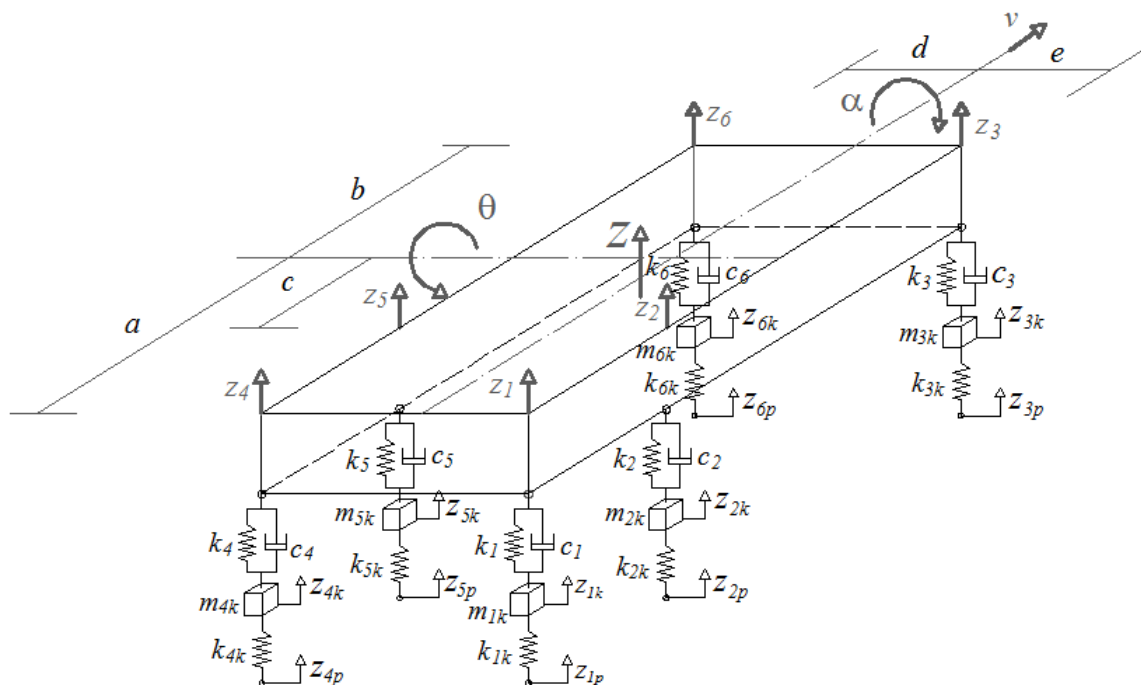 v
d e
α
z6 z3
b
θ
Z
c
k6 c6 k3 c3
z5 z2
a
z6k z3k
m6k m3k
z4 z1
k6k k3k
z6p z3p
k5 c5 k2 c2
m5k z5k m2k z2k
k4 c4 k1 c1
k5k k2k
z4k z5p z1k z2p
m4k m1k
k4k k1k
z4p z1p